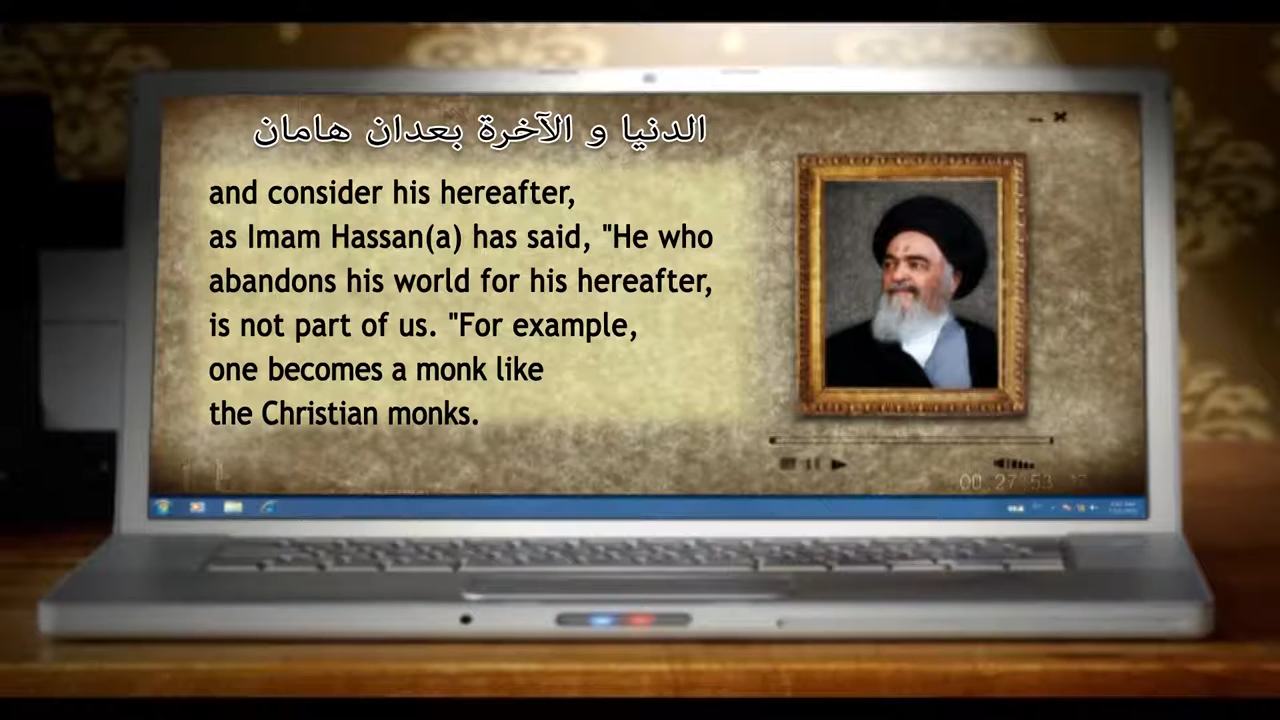 الدنيا و الآخرة بعدان هامان
and consider his hereafter,
as Imam Hassan(a) has said, "He who
abandons his world for his hereafter,
is not part of us. "For example,
one becomes a monk like
the Christian monks.